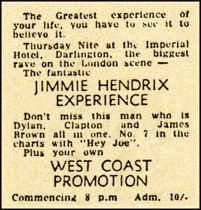 The Greatest experience of
your life, you have to see it to
believe it.
Thursday Nite at the Imperial
Hotel, Darlington, the biggest
rave on the London scene —
The fantastic
JIMMIE HENDRIX
EXPERIENCE
Don't miss this man who is
Dylan, Clapton and James
Brown all in one. No. 7 in the
charts with "Hey Joe".
Plus your own
WEST COAST
PROMOTION
Commencing 8 p.m Adm. 10/-